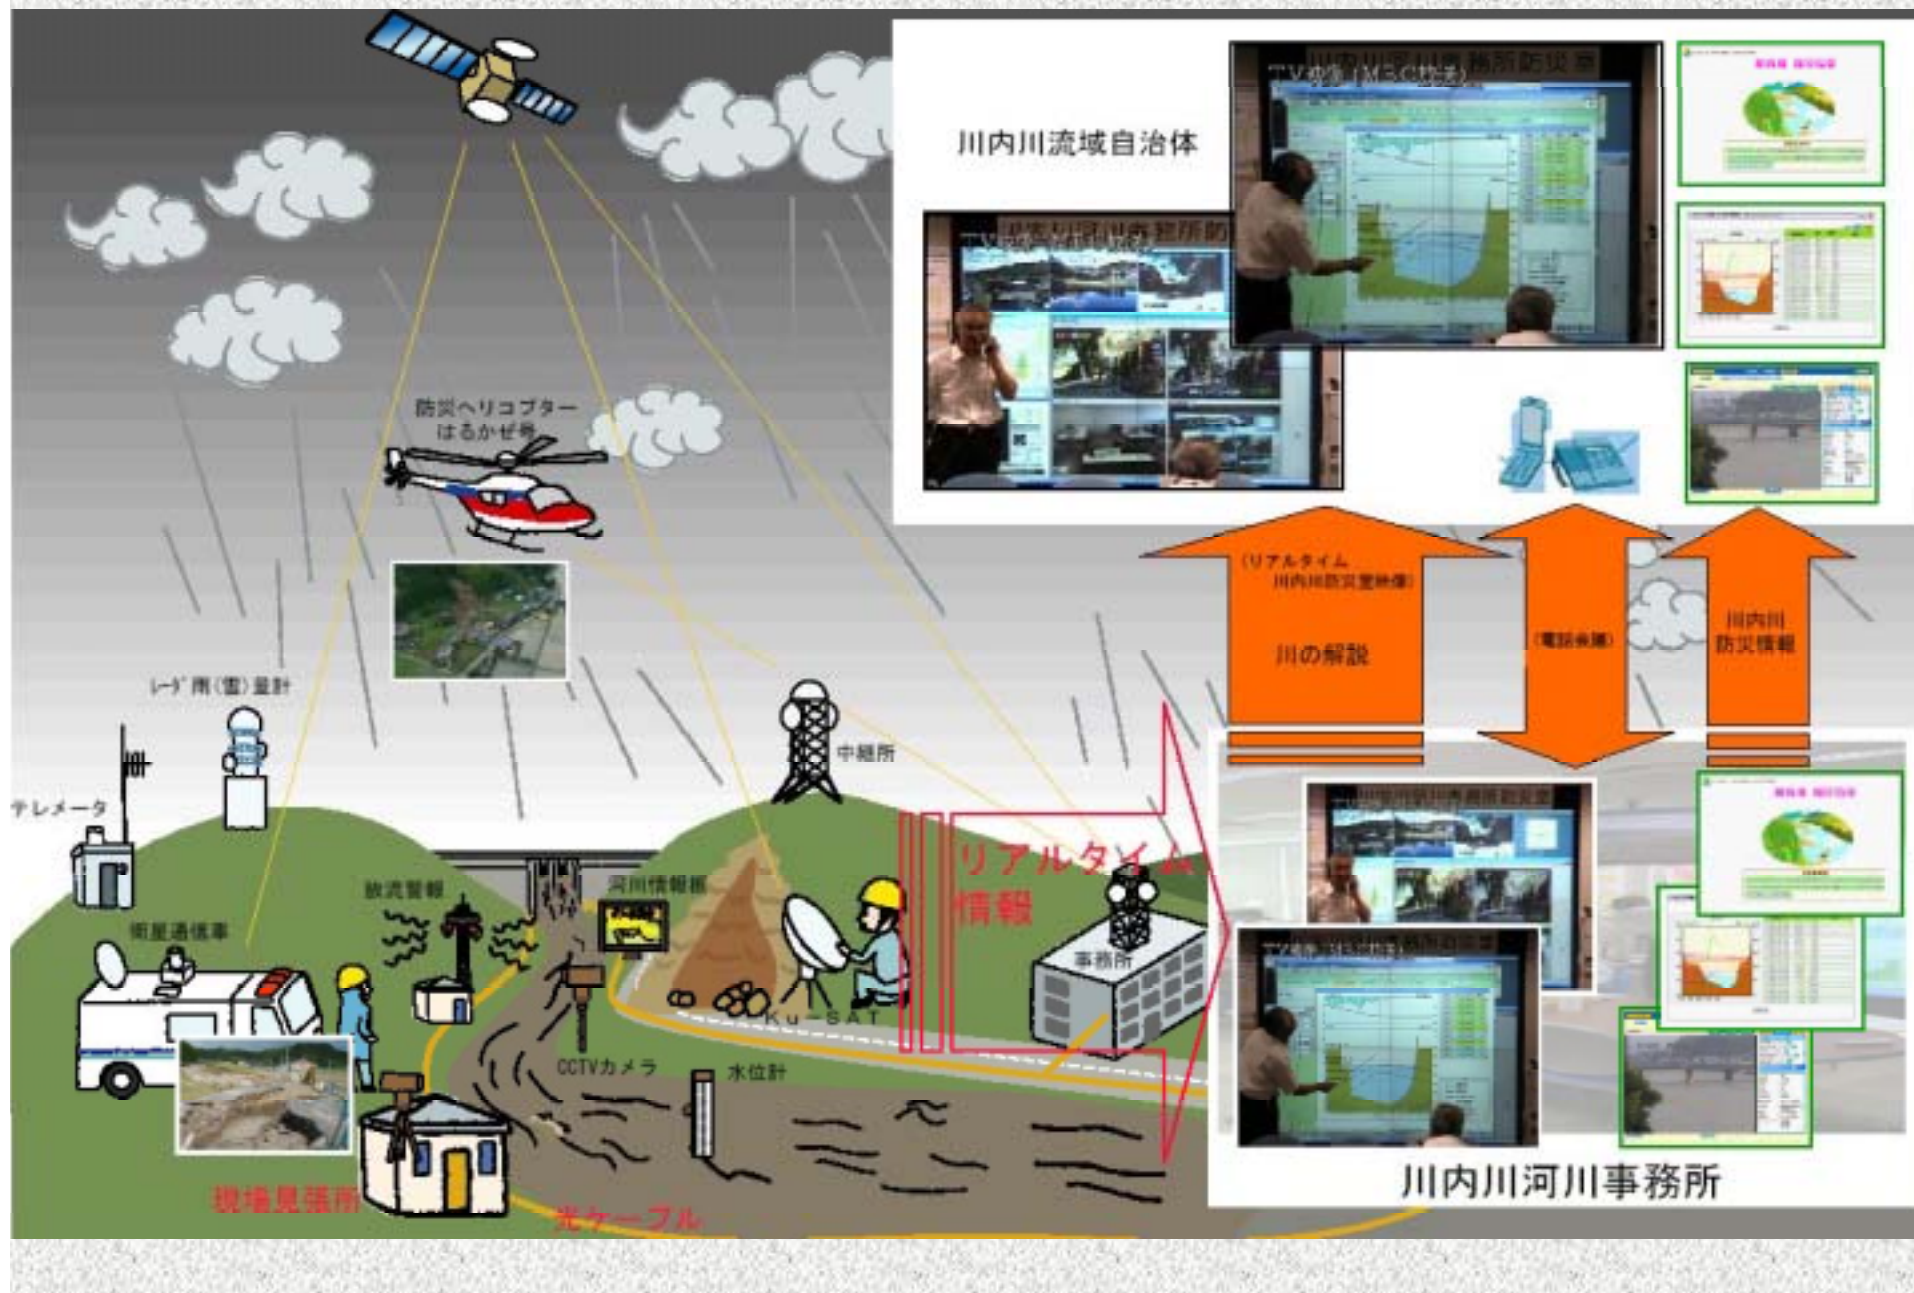 川内川流域自治体
防災ヘリコプター
はるかぜ号
(リアルタイム
川内川防災室映像)
川の解説
(電話会議)
川内川
防災情報
ﾚｰﾀﾞ雨(雪)量計
中継所
テレメータ
リアルタイム
情報
放流警報
河川情報板
衛星通信車
事務所
Ku-SAT
CCTVカメラ
水位計
現場見張所
光ケーブル
川内川河川事務所